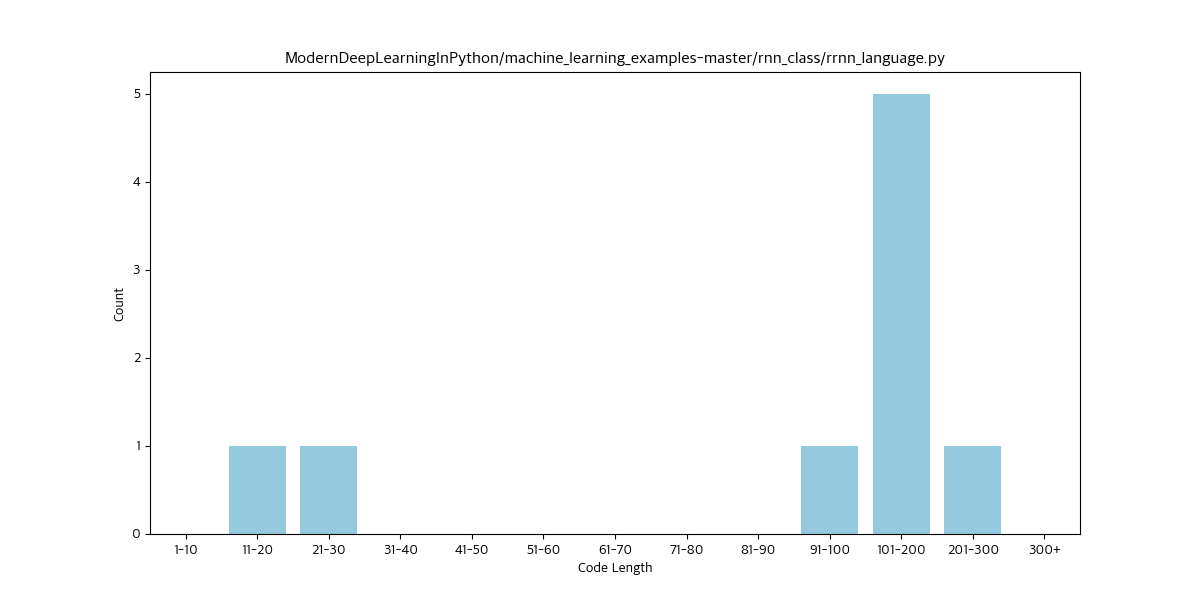 ModernDeepLearningInPython/machine_learning_examples-master/rnn_class/rrnn_language.py
5
4
3
2
1
0
Count
1-10 11-20 21-30 31-40 41-50 51-60 61-70 71-80 81-90 91-100 101-200 201-300 300+
Code Length